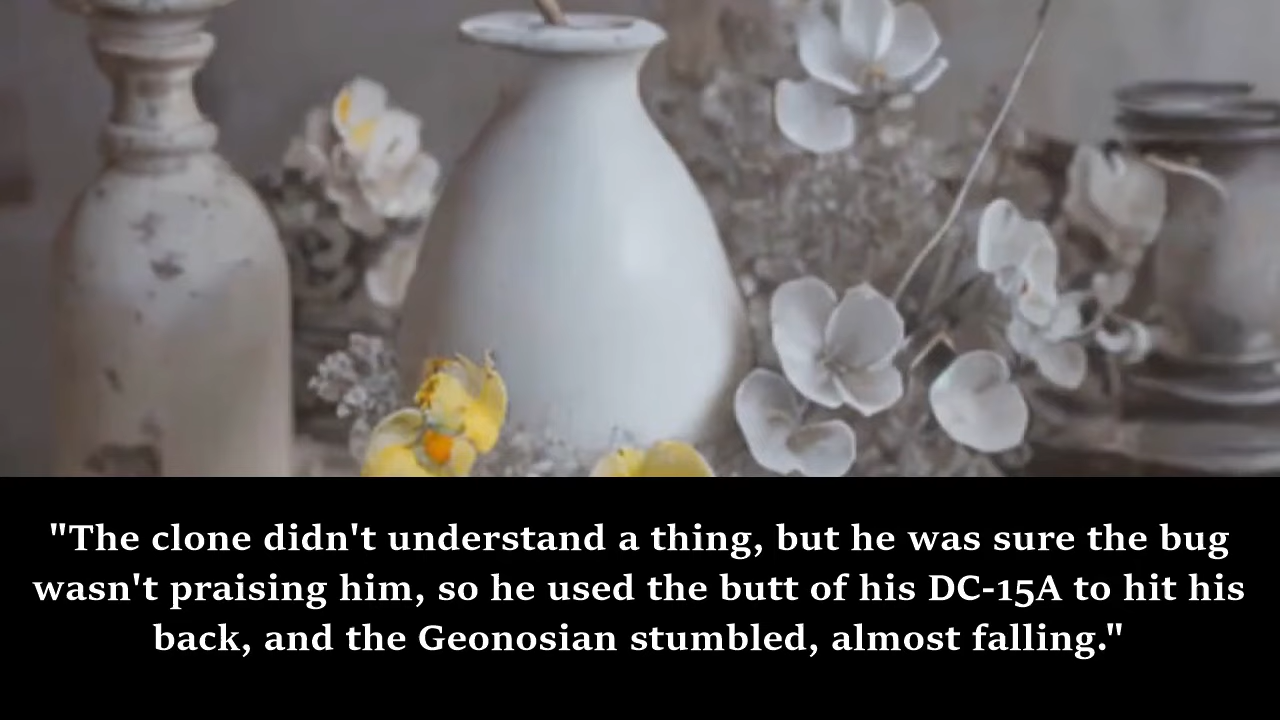 "The clone didn't understand a thing, but he was sure the bug
wasn't praising him, so he used the butt of his DC-15A to hit his
back, and the Geonosian stumbled, almost falling."